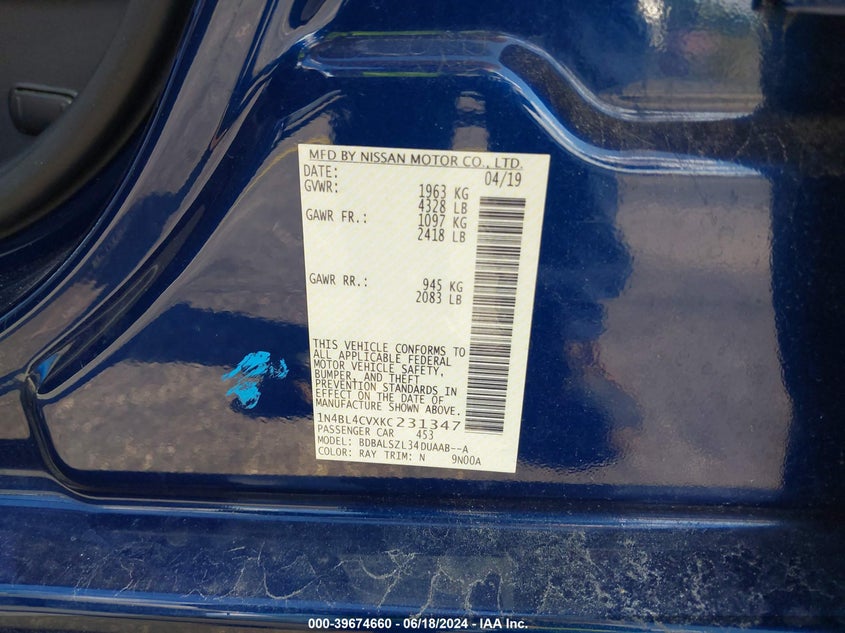 MFD BY NISSAN MOTOR CO., LTD.
DATE: 04/19
GVWR: 1963 KG
4328 LB
GAWR FR.: 1097 KG
2418 LB
GAWR RR.: 945 KG
2083 LB
THIS VEHICLE CONFORMS TO
ALL APPLICABLE FEDERAL
MOTOR VEHICLE SAFETY,
BUMPER, AND THEFT
PREVENTION STANDARDS IN
EFFECT ON THE DATE OF
MANUFACTURE SHOWN ABOVE.
1N4BL4CVXKC231347
PASSENGER CAR 453
MODEL: BDBALSZL34DUAAB--A
COLOR: RAY TRIM: N 9N00A
000-39674660 - 06/18/2024 - IAA Inc.